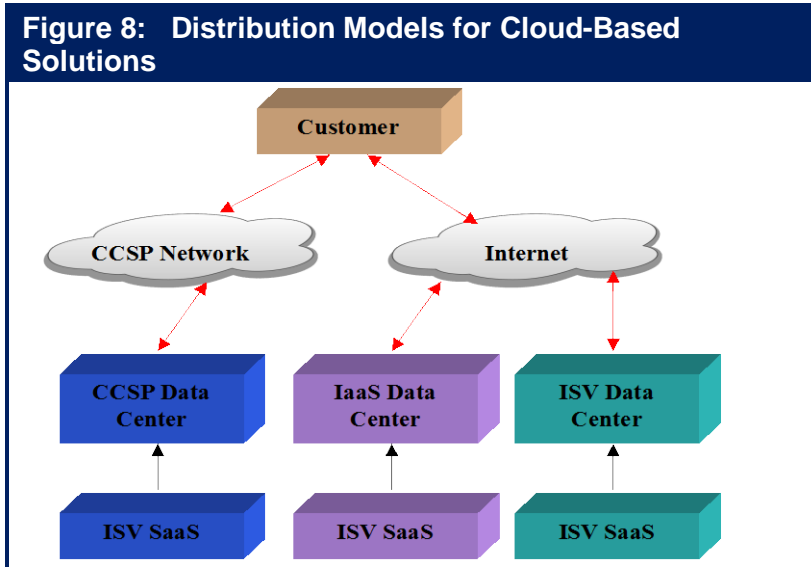 Figure 8: Distribution Models for Cloud-Based
Solutions
Customer
CCSP Network
Internet
CCSP Data
Center
IaaS Data
Center
ISV Data
Center
ISV SaaS
ISV SaaS
ISV SaaS